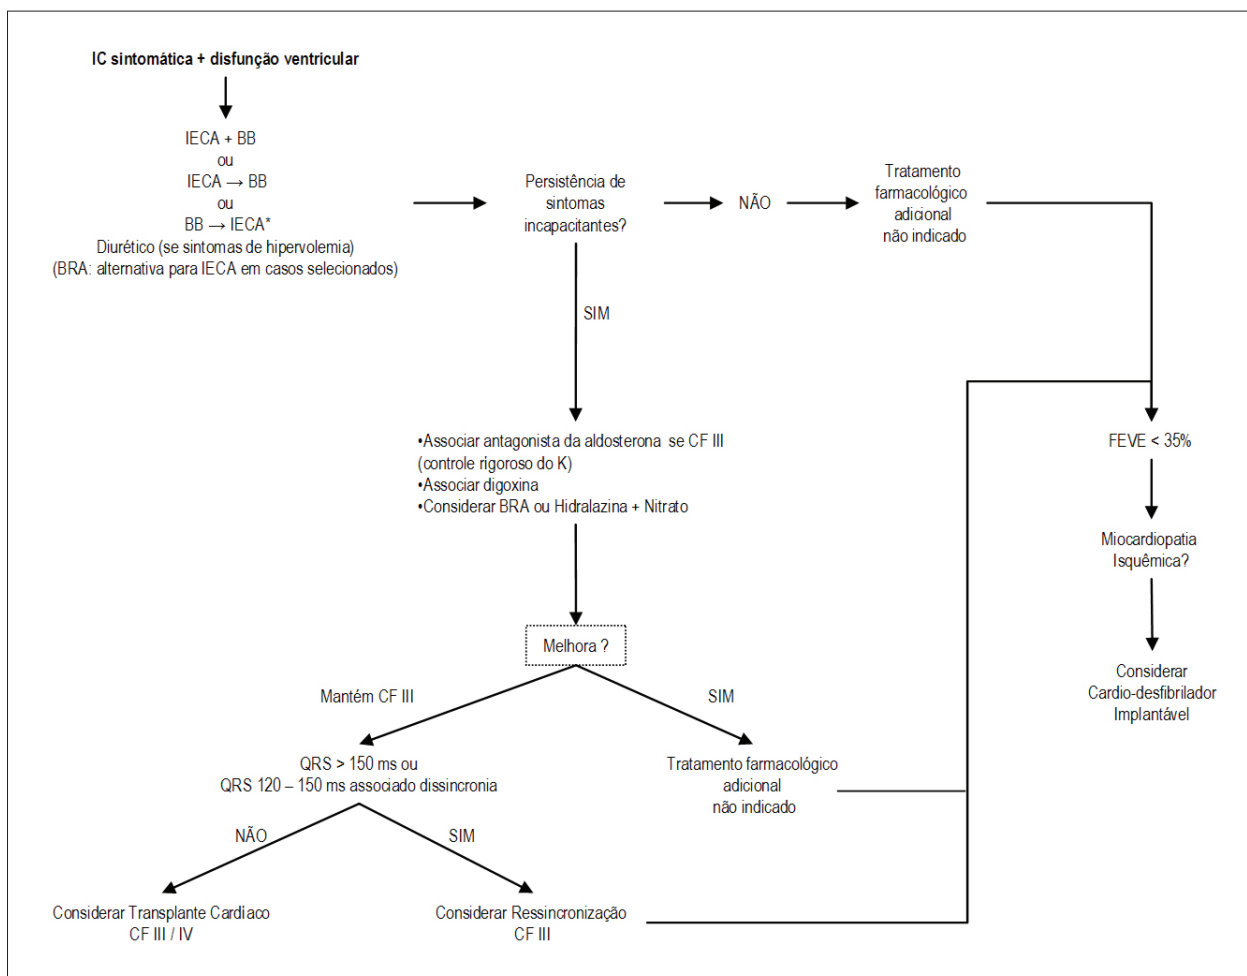 IC sintomática + disfunção ventricular
IECA + BB
ou
IECA → BB
ou
BB → IECA*
Diurético (se sintomas de hipervolemia)
(BRA: alternativa para IECA em casos selecionados)
Persistência de
sintomas
incapacitantes?
NÃO
Tratamento
farmacológico
adicional
não indicado
SIM
•Associar antagonista da aldosterona se CF III
(controle rigoroso do K)
•Associar digoxina
•Considerar BRA ou Hidralazina + Nitrato
FEVE < 35%
Miocardiopatia
Isquêmica?
Considerar
Cardio-desfibrilador
Implantável
Melhora ?
Mantém CF III
SIM
QRS > 150 ms ou
QRS 120 – 150 ms associado dissincronia
Tratamento farmacológico
adicional
não indicado
NÃO
SIM
Considerar Transplante Cardíaco
CF III / IV
Considerar Ressincronização
CF III